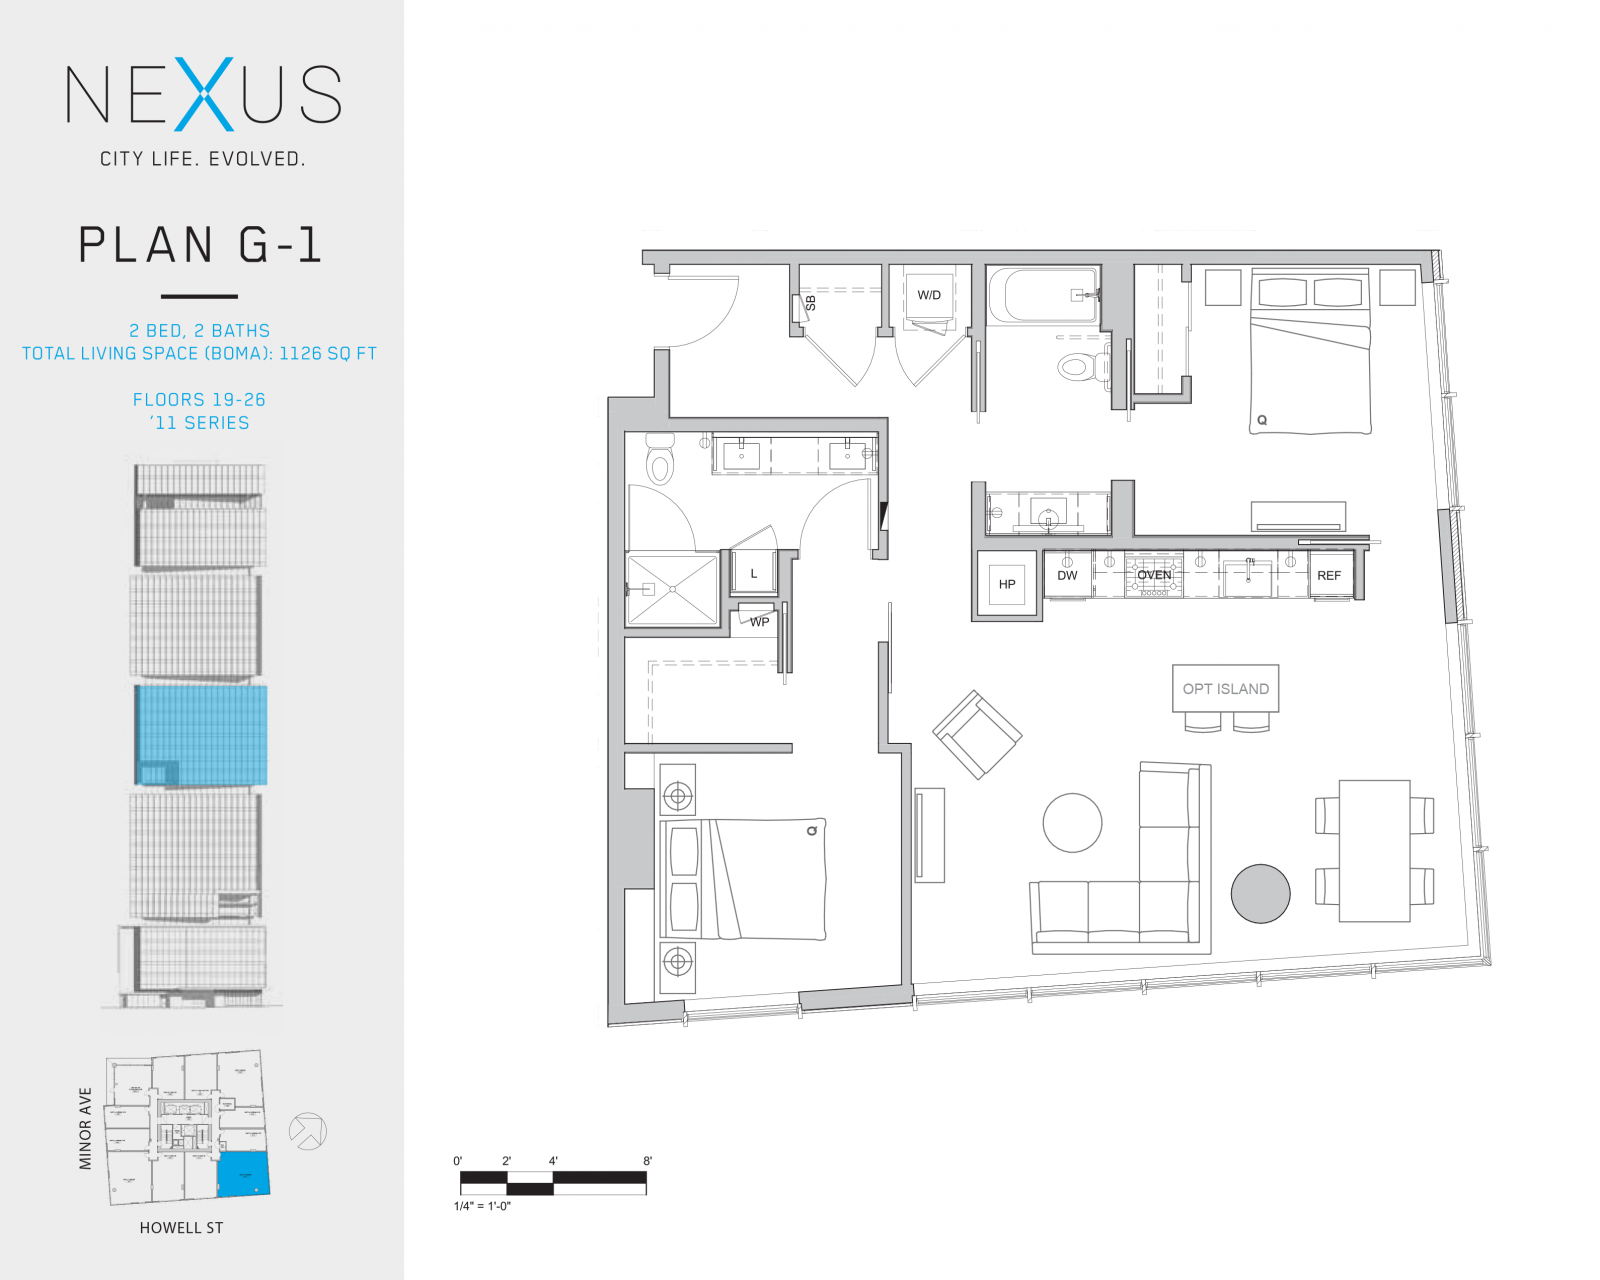 NEXUS
CITY LIFE. EVOLVED.
PLAN G-1
2 BED, 2 BATHS
TOTAL LIVING SPACE (BOMA): 1126 SQ FT
FLOORS 19-26
'11 SERIES
MINOR AVE
HOWELL ST
SB
W/D
Q
L
WP
HP
DW
OVEN
REF
OPT ISLAND
Q
0' 2' 4' 8'
1/4" = 1'-0"